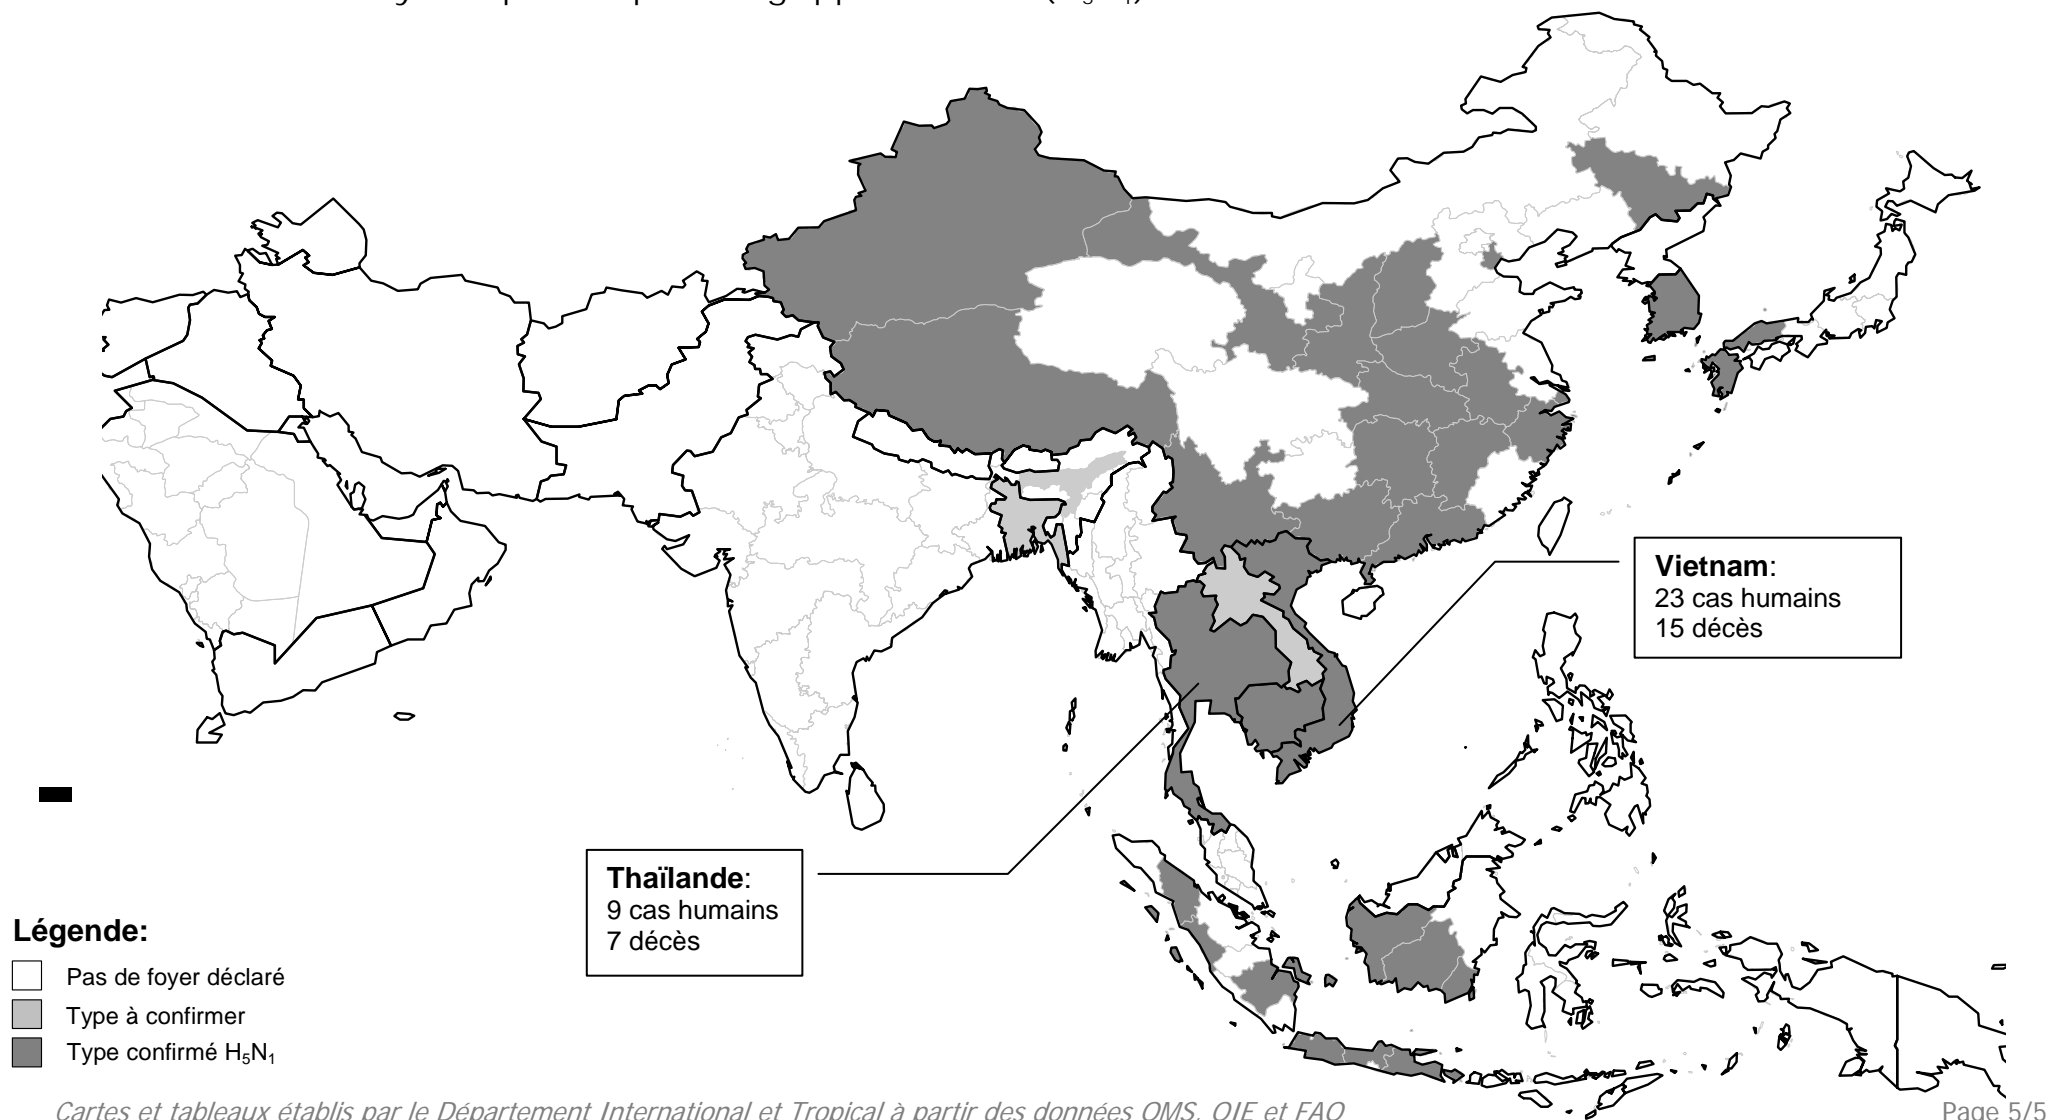 Vietnam:
23 cas humains
15 décès
Thaïlande:
9 cas humains
7 décès
Légende:
Pas de foyer déclaré
Type à confirmer
Type confirmé H₅N₁
Cartes et tableaux établis par le Département International et Tropical à partir des données OMS, OIE et FAO
Page 5/5